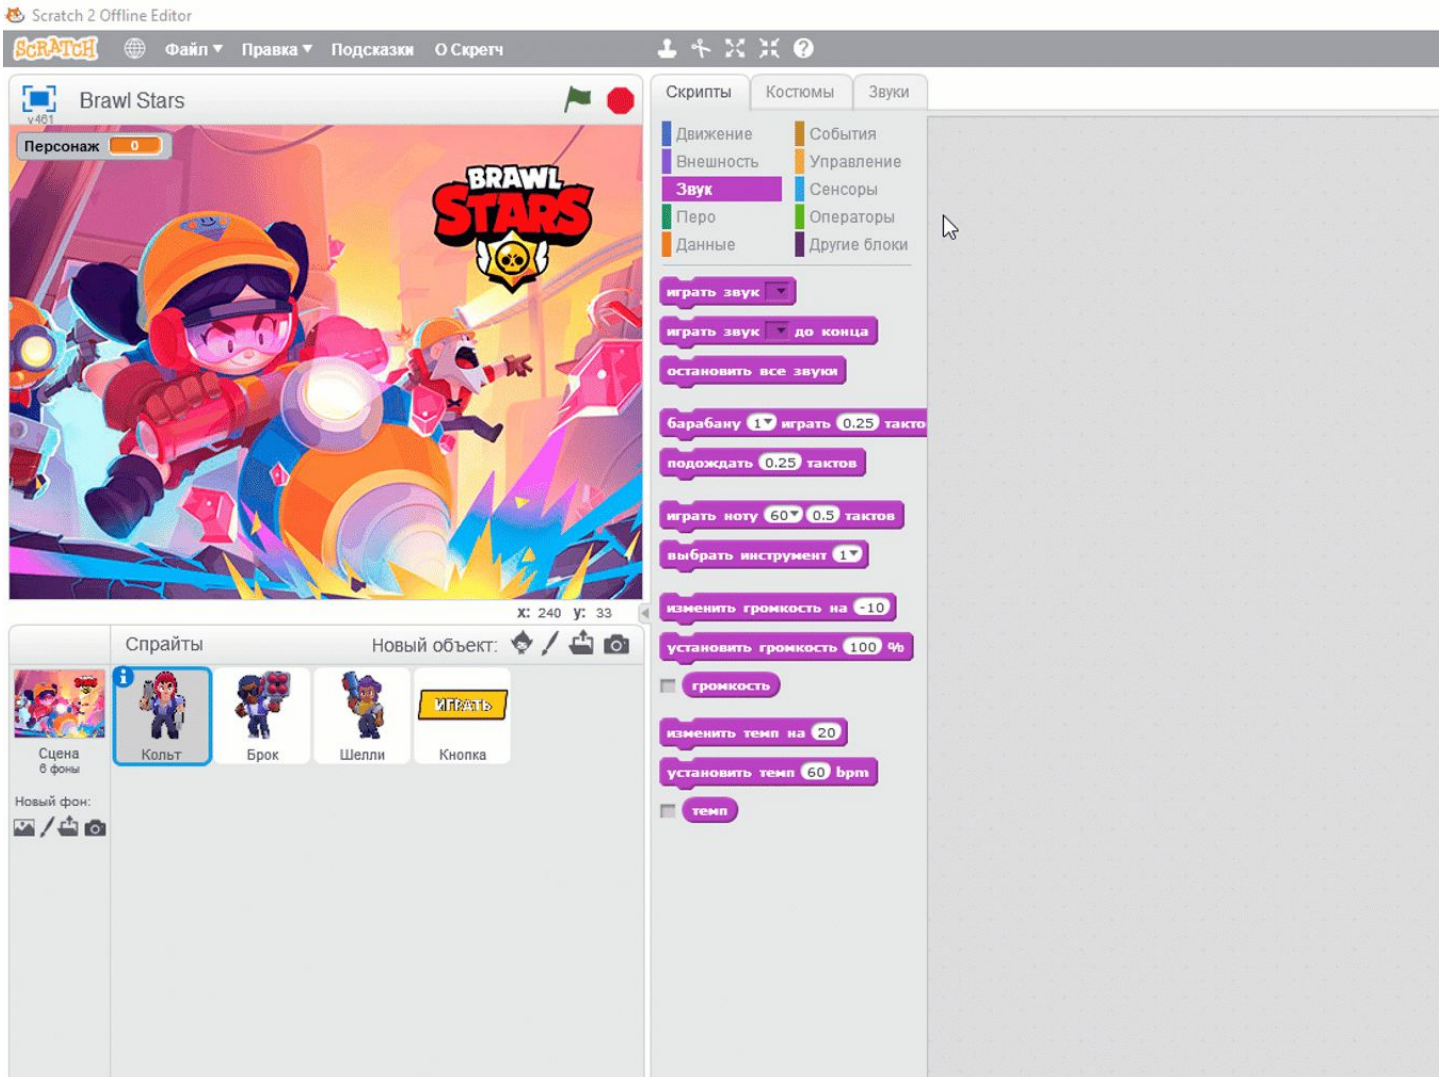 Scratch 2 Offline Editor
SCRATCH Файл Правка Подсказки О Скретч
Brawl Stars
v461
Персонаж 0
BRAWL
STARS
x: 240 y: 33
Спрайты Новый объект:
Сцена
6 фоны
Новый фон:
Кольт
Брок
Шелли
ИГРАТЬ
Кнопка
Скрипты Костюмы Звуки
Движение События
Внешность Управление
Звук Сенсоры
Перо Операторы
Данные Другие блоки
играть звук
играть звук до конца
остановить все звуки
барабану 1 играть 0.25 такто
подождать 0.25 тактов
играть ноту 60 0.5 тактов
выбрать инструмент 1
изменить громкость на -10
установить громкость 100 %
громкость
изменить темп на 20
установить темп 60 bpm
темп